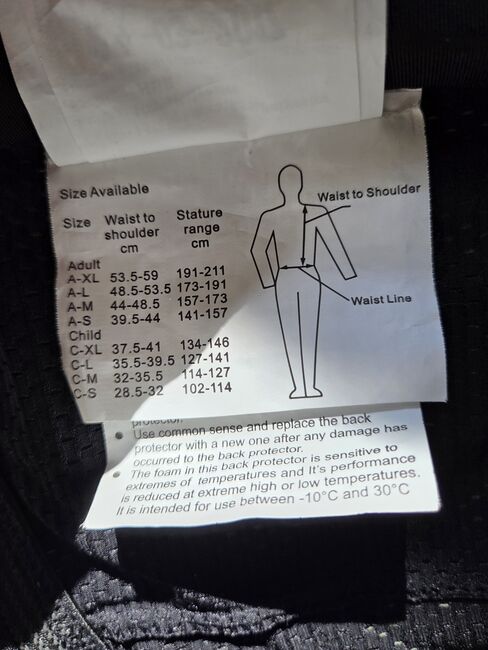 Size Available
Size Waist to shoulder cm Stature range cm
Adult
A-XL 53.5-59 191-211
A-L 48.5-53.5 173-191
A-M 44-48.5 157-173
A-S 39.5-44 141-157
Child
C-XL 37.5-41 134-146
C-L 35.5-39.5 127-141
C-M 32-35.5 114-127
C-S 28.5-32 102-114
Waist to Shoulder
Waist Line
protector.
• Use common sense and replace the back
protector with a new one after any damage has
occurred to the back protector.
• The foam in this back protector is sensitive to
extremes of temperatures and It's performance
is reduced at extreme high or low temperatures.
It is intended for use between -10°C and 30°C